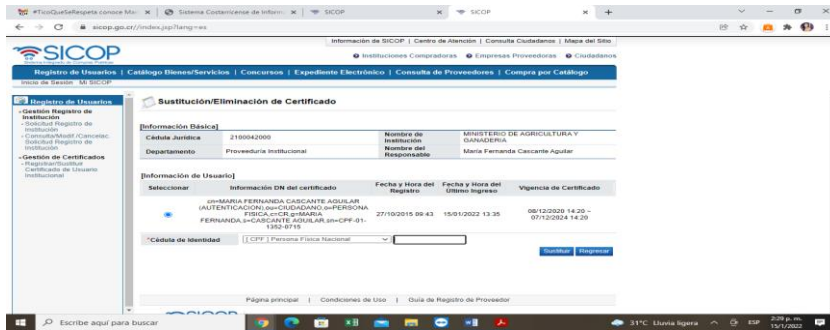 #TicoQueSeRespeta conoce Me
Sistema Costarricense de Inform
SICOP
SICOP
sicop.go.cr/index.jsp?lang=es
Información de SICOP | Centro de Atención | Consulta Ciudadanos | Mapa del Sitio
SICOP
Instituciones Compradoras Empresas Proveedoras Ciudadanos
Registro de Usuarios | Catálogo Bienes/Servicios | Concursos | Expediente Electrónico | Consulta de Proveedores | Compra por Catálogo
Inicio de Sesión Mi SICOP
Registro de Usuarios
Gestión Registro de
Institución
- Solicitud Registro de
Institución
- Consulta/Modif./Cancelac.
Solicitud Registro de
Institución
Gestión de Certificados
- Registrar/Sustituir
Certificado de Usuario
Institucional
Sustitución/Eliminación de Certificado
[Información Básica]
Cédula Jurídica 2100042000 Nombre de Institución MINISTERIO DE AGRICULTURA Y GANADERIA
Departamento Proveeduría Institucional Nombre del Responsable María Fernanda Cascante Aguilar
[Información de Usuario]
Seleccionar Información DN del certificado Fecha y Hora del Registro Fecha y Hora del Último Ingreso Vigencia de Certificado
cn=MARIA FERNANDA CASCANTE AGUILAR
(AUTENTICACION),ou=CIUDADANO,o=PERSONA
FISICA,c=CR,g=MARIA
FERNANDA,s=CASCANTE AGUILAR,sn=CPF-01-
1352-0715
27/10/2015 09:43 15/01/2022 13:35 08/12/2020 14:20 ~
07/12/2024 14:20
*Cédula de Identidad [ CPF ] Persona Física Nacional
Sustituir Regresar
Página principal | Condiciones de Uso | Guía de Registro de Proveedor
SICOP
Escribe aquí para buscar
31°C Lluvia ligera ESP 2:29 p. m.
15/1/2022